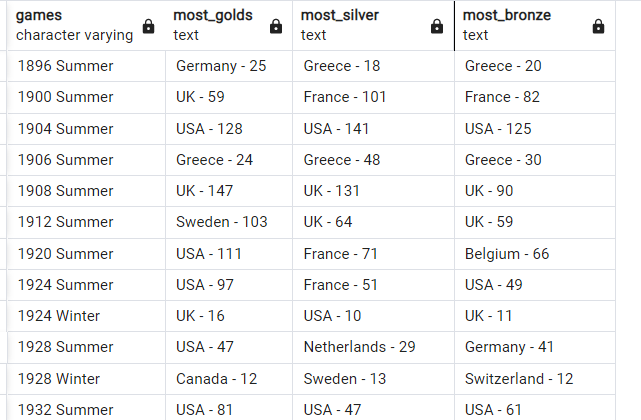 games most_golds most_silver most_bronze
character varying text text text
1896 Summer Germany - 25 Greece - 18 Greece - 20
1900 Summer UK - 59 France - 101 France - 82
1904 Summer USA - 128 USA - 141 USA - 125
1906 Summer Greece - 24 Greece - 48 Greece - 30
1908 Summer UK - 147 UK - 131 UK - 90
1912 Summer Sweden - 103 UK - 64 UK - 59
1920 Summer USA - 111 France - 71 Belgium - 66
1924 Summer USA - 97 France - 51 USA - 49
1924 Winter UK - 16 USA - 10 UK - 11
1928 Summer USA - 47 Netherlands - 29 Germany - 41
1928 Winter Canada - 12 Sweden - 13 Switzerland - 12
1932 Summer USA - 81 USA - 47 USA - 61